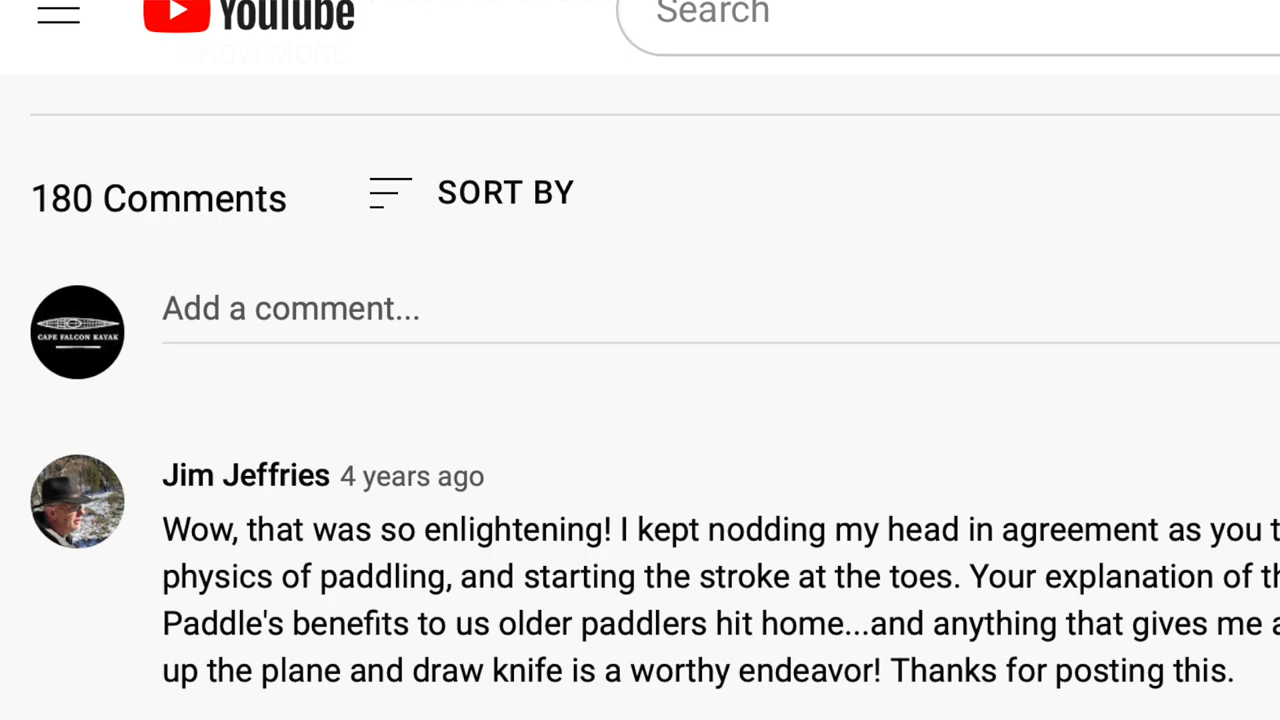 YouTube
Search
SHOW MORE
180 Comments
SORT BY
CAPE FALCON KAYAK
Add a comment...
Jim Jeffries 4 years ago
Wow, that was so enlightening! I kept nodding my head in agreement as you
physics of paddling, and starting the stroke at the toes. Your explanation of
Paddle's benefits to us older paddlers hit home...and anything that gives me
up the plane and draw knife is a worthy endeavor! Thanks for posting this.